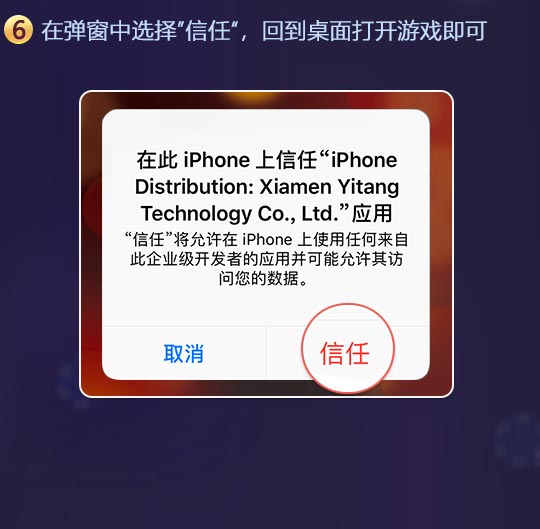 6 在弹窗中选择”信任“，回到桌面打开游戏即可
在此 iPhone 上信任“iPhone
Distribution: Xiamen Yitang
Technology Co., Ltd.”应用
“信任”将允许在 iPhone 上使用任何来自
此企业级开发者的应用并可能允许其访
问您的数据。
取消 信任